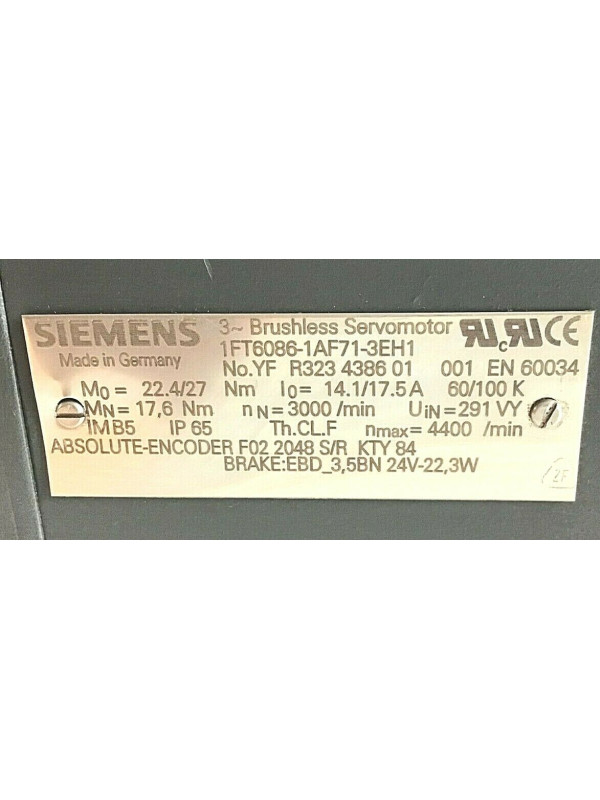 SIEMENS 3~ Brushless Servomotor
Made in Germany 1FT6086-1AF71-3EH1
No.YF R323 4386 01 001 EN 60034
M0 = 22.4/27 Nm I0= 14.1/17.5A 60/100 K
MN= 17,6 Nm nN= 3000 /min UiN=291 VY
IMB5 IP 65 Th.CL.F nmax= 4400 /min
ABSOLUTE-ENCODER F02 2048 S/R KTY 84
BRAKE:EBD_3,5BN 24V-22,3W